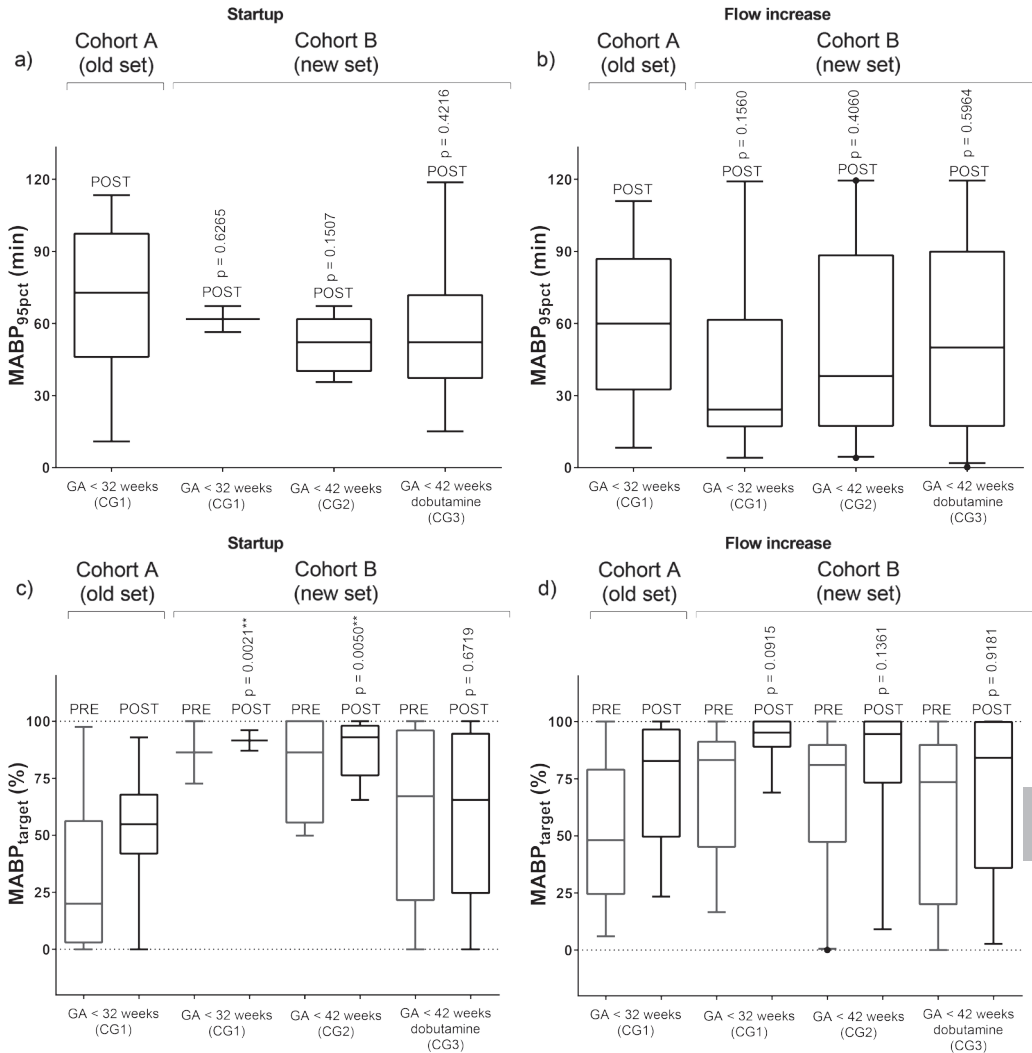 Startup
Cohort A
(old set)
Cohort B
(new set)
a)
p = 0.6265
p = 0.1507
p = 0.4216
POST
POST
POST
POST
MABP95pct (min)
120
90
60
30
0
GA < 32 weeks
(CG1)
GA < 32 weeks
(CG1)
GA < 42 weeks
(CG2)
GA < 42 weeks
dobutamine
(CG3)
Flow increase
Cohort A
(old set)
Cohort B
(new set)
b)
p = 0.1560
p = 0.4060
p = 0.5964
POST
POST
POST
POST
MABP95pct (min)
120
90
60
30
0
GA < 32 weeks
(CG1)
GA < 32 weeks
(CG1)
GA < 42 weeks
(CG2)
GA < 42 weeks
dobutamine
(CG3)
Startup
Cohort A
(old set)
Cohort B
(new set)
c)
p = 0.0021**
p = 0.0050**
p = 0.6719
PRE POST PRE POST PRE POST PRE POST
MABPtarget (%)
100
75
50
25
0
GA < 32 weeks
(CG1)
GA < 32 weeks
(CG1)
GA < 42 weeks
(CG2)
GA < 42 weeks
dobutamine
(CG3)
Flow increase
Cohort A
(old set)
Cohort B
(new set)
d)
p = 0.0915
p = 0.1361
p = 0.9181
PRE POST PRE POST PRE POST PRE POST
MABPtarget (%)
100
75
50
25
0
GA < 32 weeks
(CG1)
GA < 32 weeks
(CG1)
GA < 42 weeks
(CG2)
GA < 42 weeks
dobutamine
(CG3)